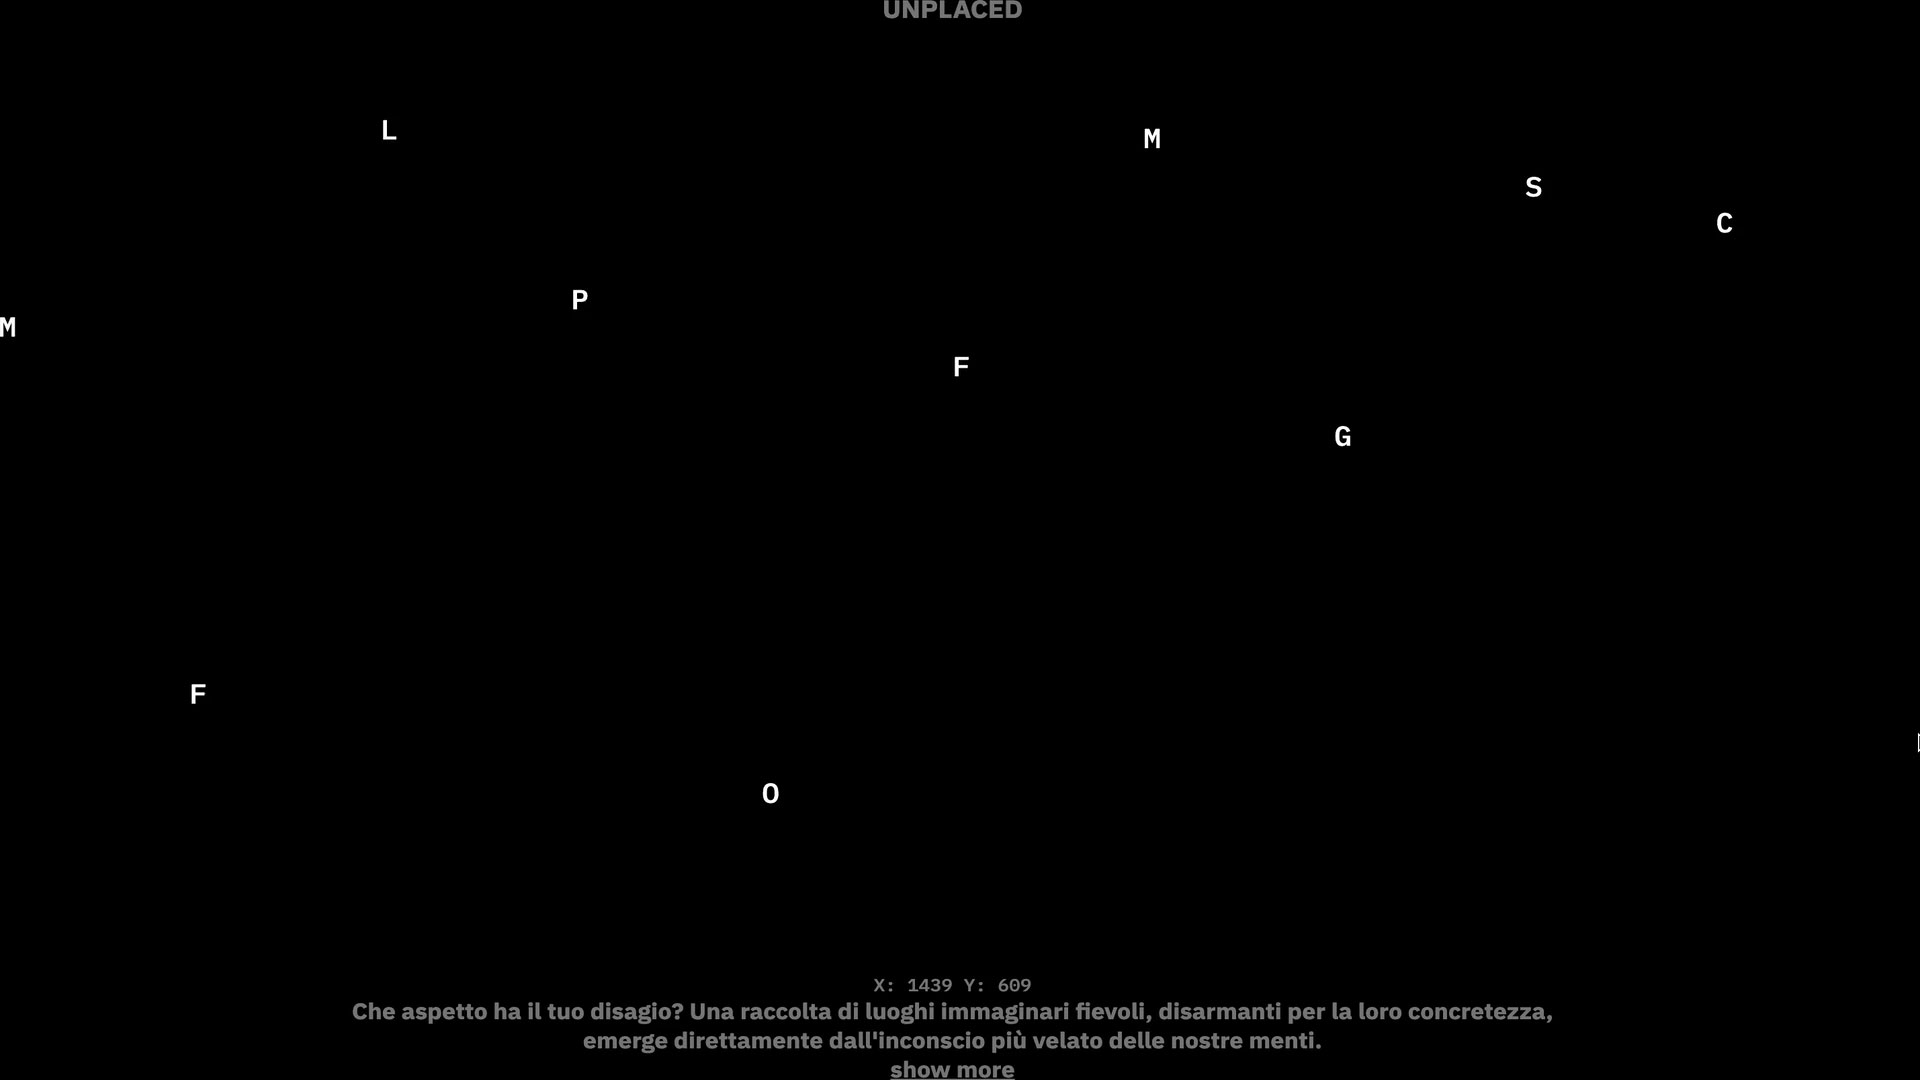 UNPLACED
L
M
S
C
P
M
F
G
F
O
X: 1439 Y: 609
Che aspetto ha il tuo disagio? Una raccolta di luoghi immaginari fievoli, disarmanti per la loro concretezza,
emerge direttamente dall'inconscio più velato delle nostre menti.
show more